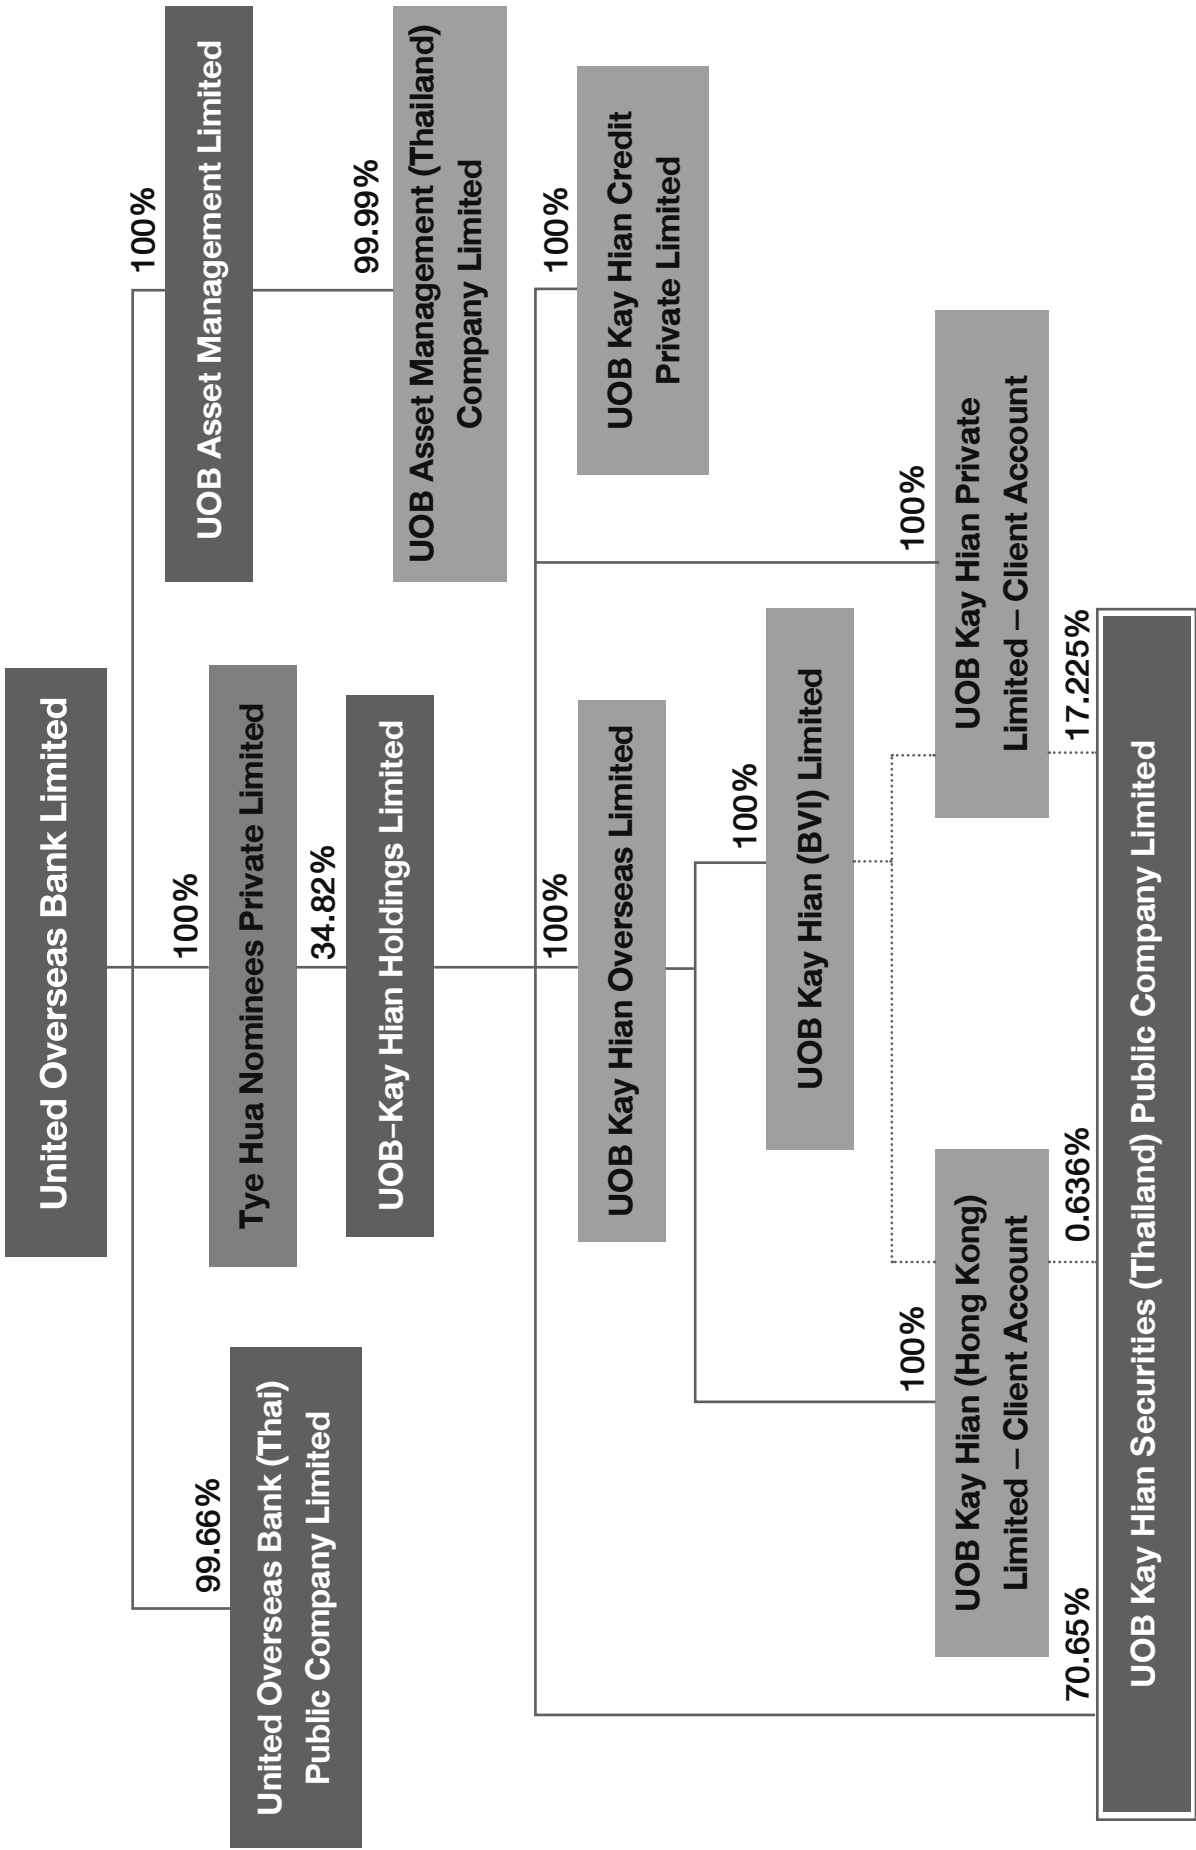 United Overseas Bank Limited
99.66%
United Overseas Bank (Thai)
Public Company Limited
100%
Tye Hua Nominees Private Limited
100%
UOB Asset Management Limited
34.82%
UOB–Kay Hian Holdings Limited
99.99%
UOB Asset Management (Thailand)
Company Limited
100%
UOB Kay Hian Overseas Limited
100%
UOB Kay Hian Credit
Private Limited
100%
UOB Kay Hian (BVI) Limited
100%
UOB Kay Hian (Hong Kong)
Limited – Client Account
100%
UOB Kay Hian Private
Limited – Client Account
70.65%
0.636%
17.225%
UOB Kay Hian Securities (Thailand) Public Company Limited